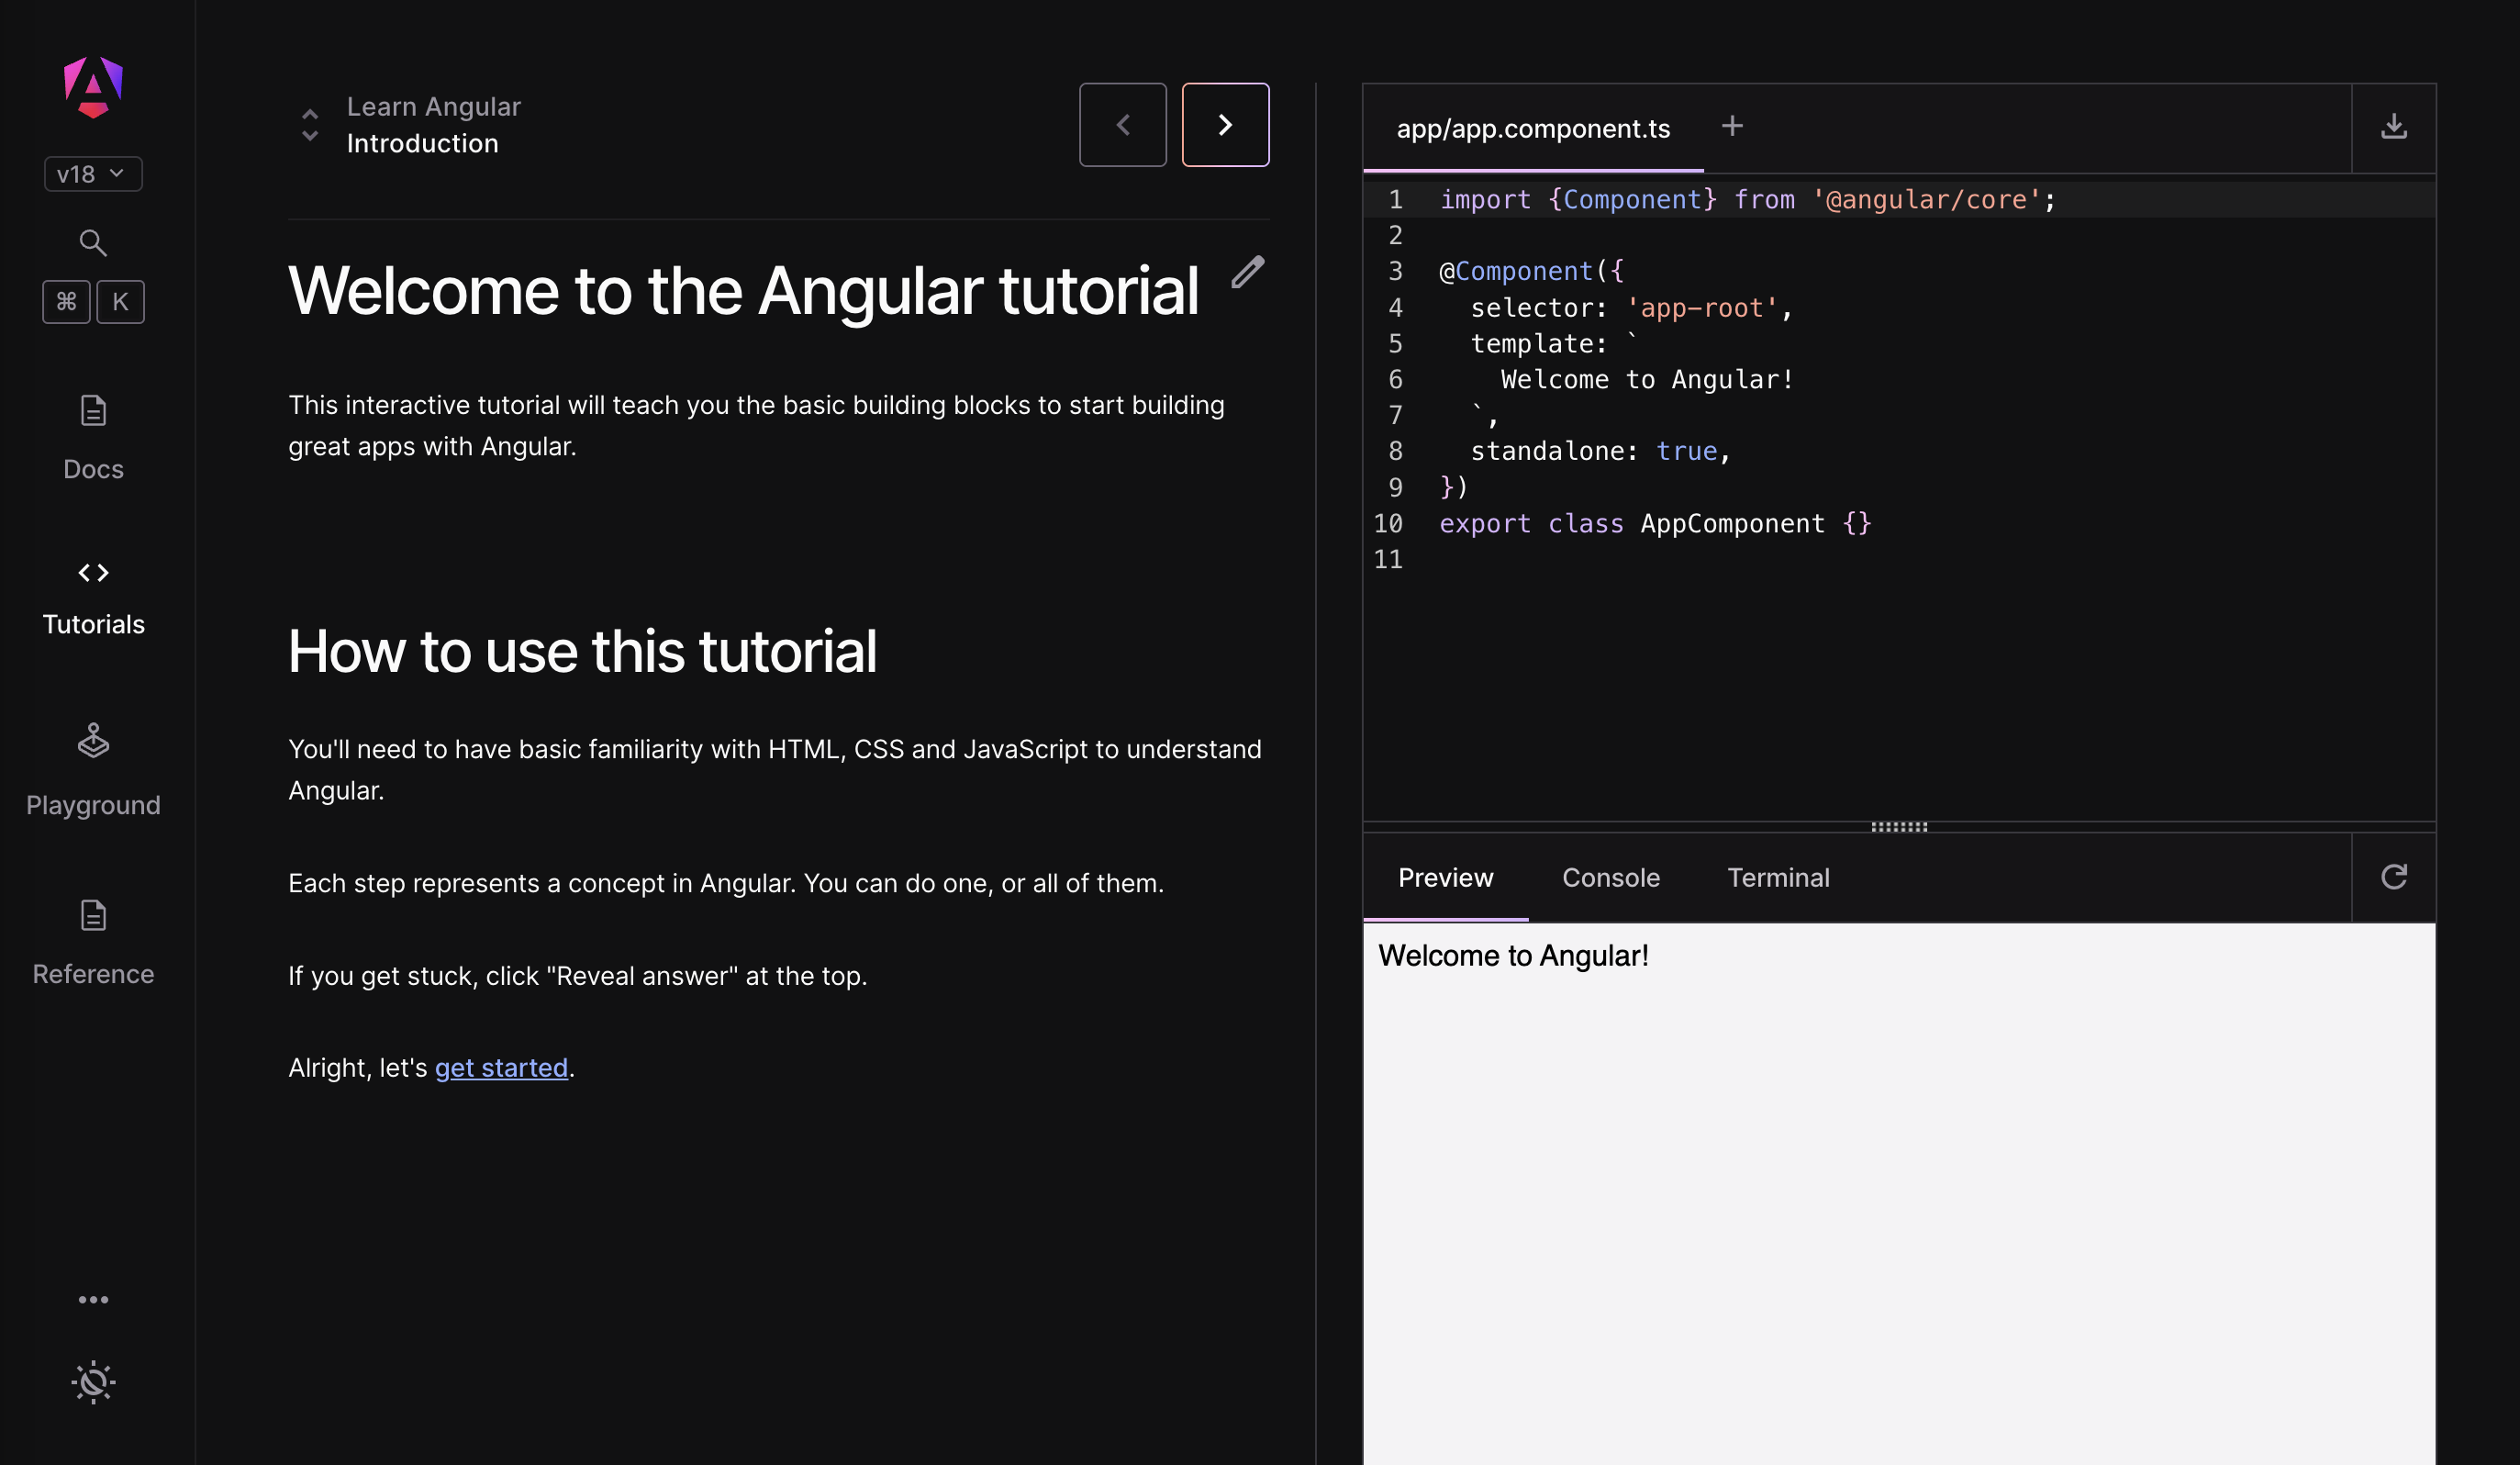 v18
⌘ K
Docs
Tutorials
Playground
Reference
Learn Angular
Introduction
Welcome to the Angular tutorial
This interactive tutorial will teach you the basic building blocks to start building
great apps with Angular.
How to use this tutorial
You'll need to have basic familiarity with HTML, CSS and JavaScript to understand
Angular.
Each step represents a concept in Angular. You can do one, or all of them.
If you get stuck, click "Reveal answer" at the top.
Alright, let's get started.
app/app.component.ts
1 import {Component} from '@angular/core';
2
3 @Component({
4   selector: 'app-root',
5   template: `
6     Welcome to Angular!
7   `,
8   standalone: true,
9 })
10 export class AppComponent {}
11
Preview Console Terminal
Welcome to Angular!